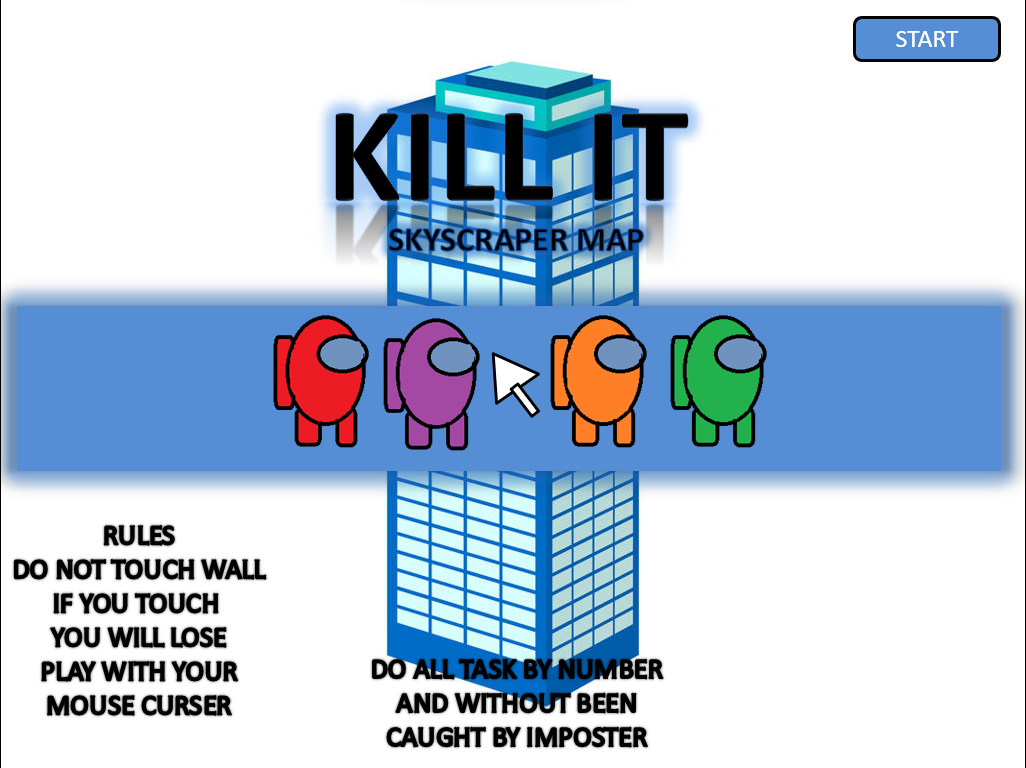 START
KILL IT
SKYSCRAPER MAP
RULES
DO NOT TOUCH WALL
IF YOU TOUCH
YOU WILL LOSE
PLAY WITH YOUR
MOUSE CURSER
DO ALL TASK BY NUMBER
AND WITHOUT BEEN
CAUGHT BY IMPOSTER